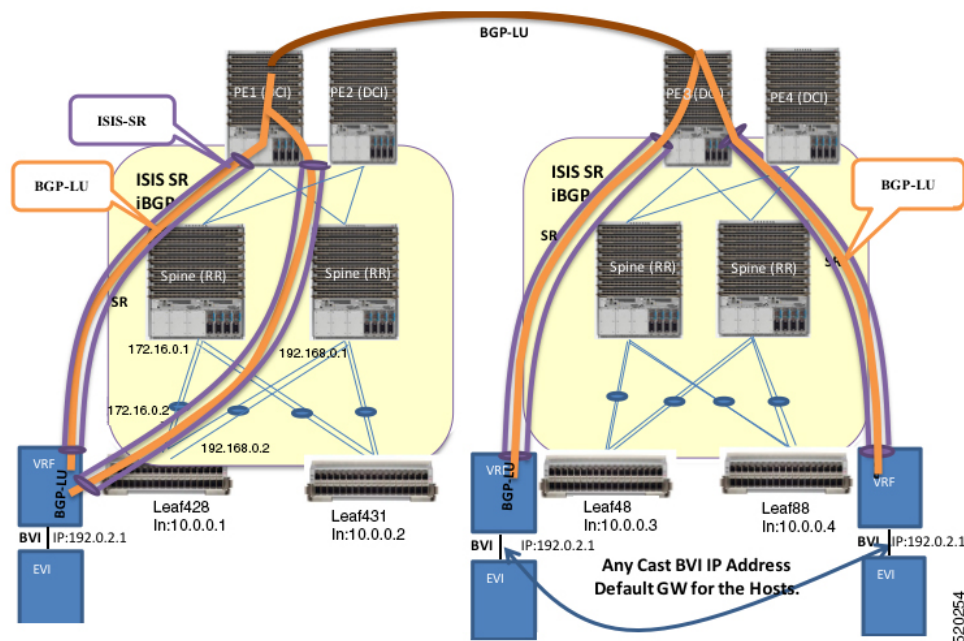 BGP-LU
PE1 (DCI)
PE2 (DCI)
PE3 (DCI)
PE4 (DCI)
ISIS-SR
BGP-LU
ISIS SR
iBGP
SR
Spine (RR)
Spine (RR)
172.16.0.1
192.168.0.1
172.16.0.2
192.168.0.2
VRF
BGP-LU
BVI
IP:192.0.2.1
EVI
Leaf428
In:10.0.0.1
Leaf431
In:10.0.0.2
ISIS SR
iBGP
SR
BGP-LU
SR
Spine (RR)
Spine (RR)
VRF
BGP-LU
BVI
IP:192.0.2.1
EVI
Leaf48
In:10.0.0.3
Leaf88
In:10.0.0.4
VRF
BVI
IP:192.0.2.1
EVI
Any Cast BVI IP Address
Default GW for the Hosts.
520254